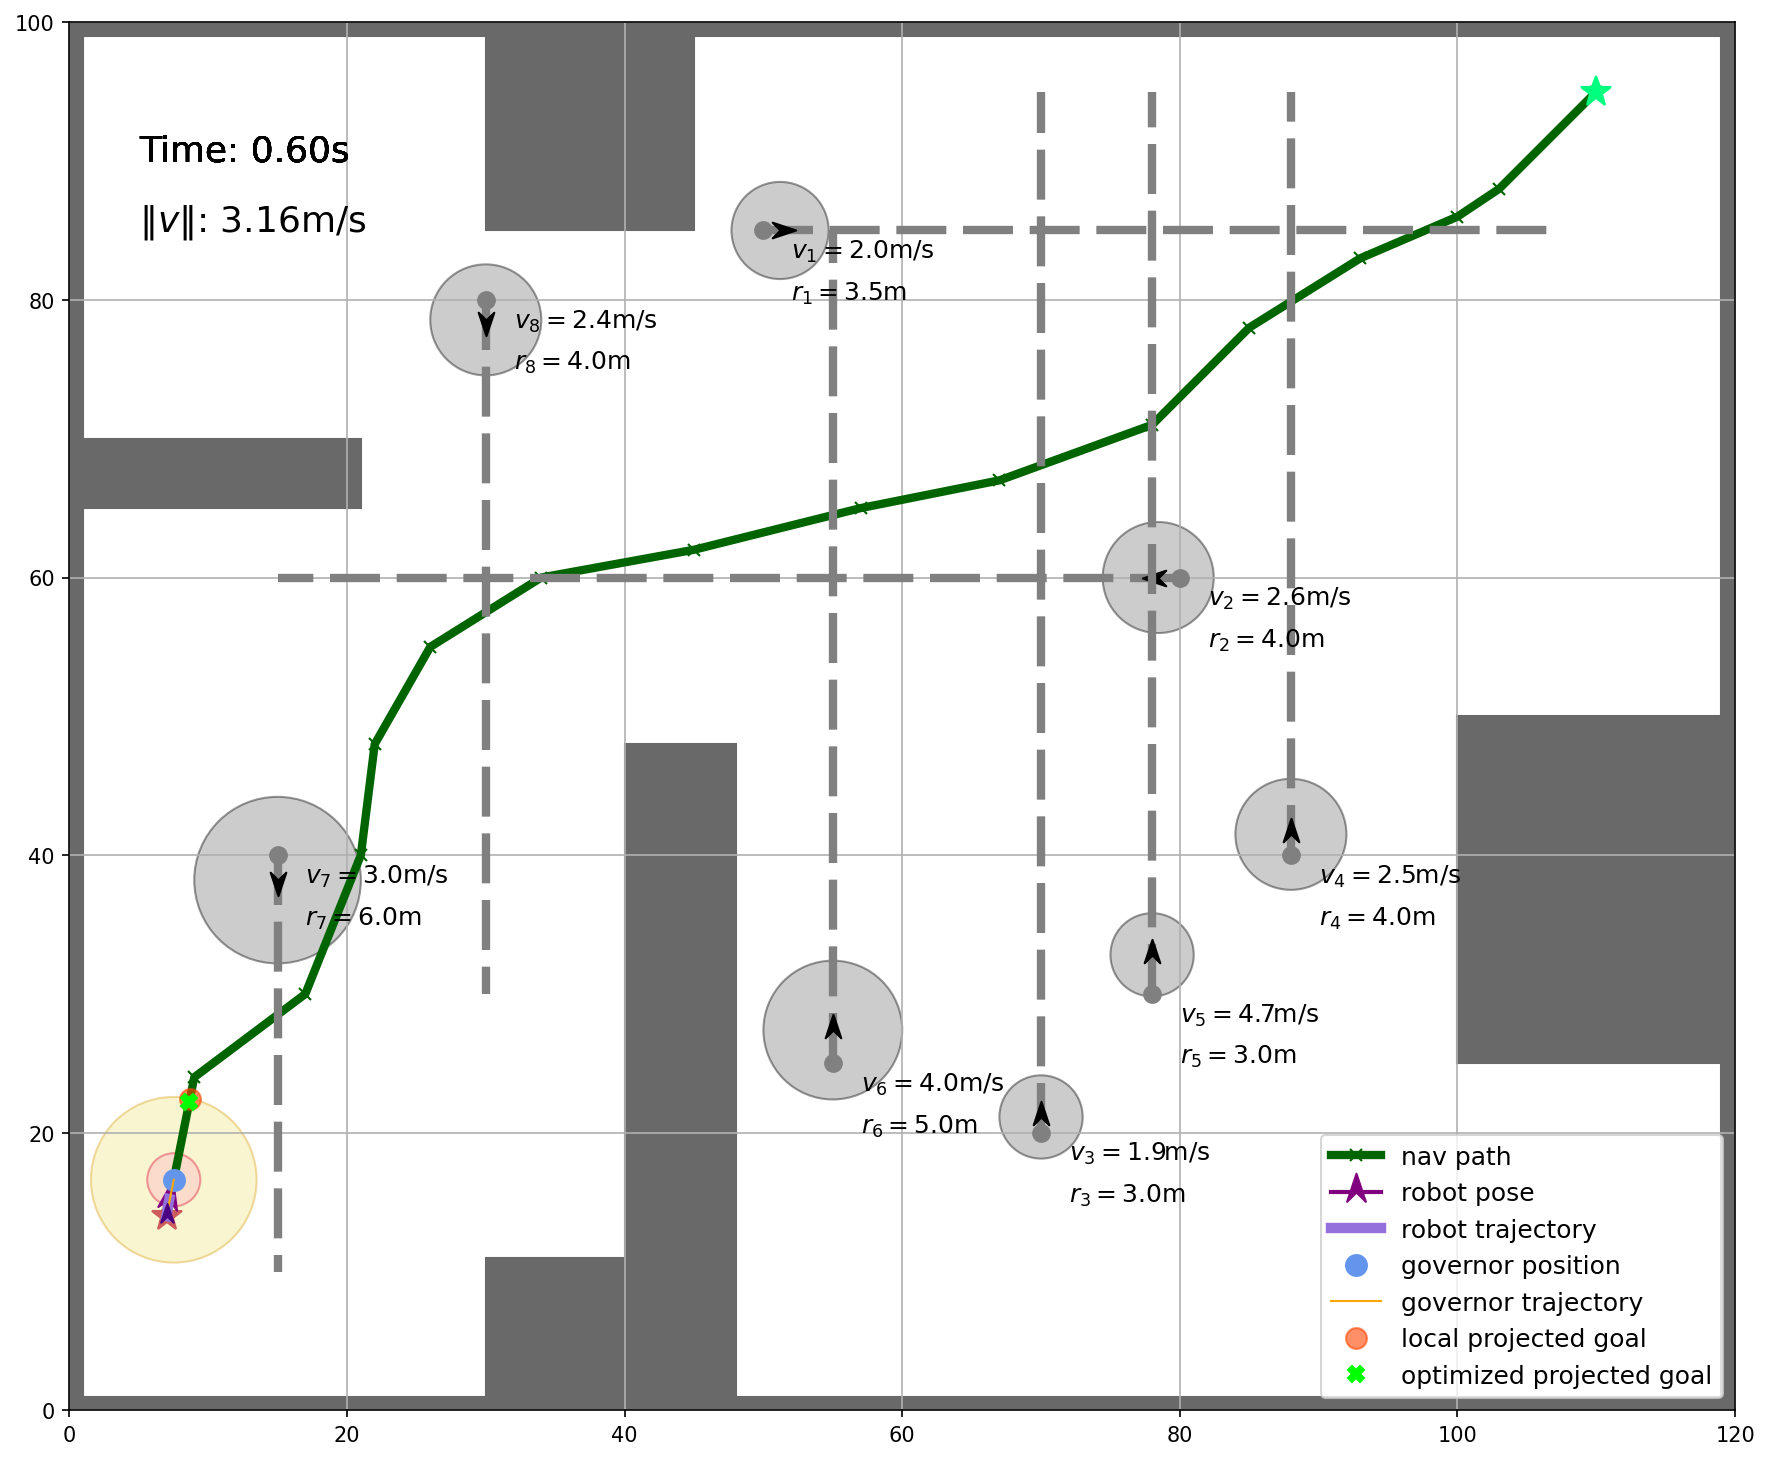 100
80
60
40
20
0
Time: 0.60s
‖v‖: 3.16m/s
v₁ = 2.0m/s
r₁ = 3.5m
v₈ = 2.4m/s
r₈ = 4.0m
v₂ = 2.6m/s
r₂ = 4.0m
v₇ = 3.0m/s
r₇ = 6.0m
v₄ = 2.5m/s
r₄ = 4.0m
v₅ = 4.7m/s
r₅ = 3.0m
v₆ = 4.0m/s
r₆ = 5.0m
v₃ = 1.9m/s
r₃ = 3.0m
nav path
robot pose
robot trajectory
governor position
governor trajectory
local projected goal
optimized projected goal
0 20 40 60 80 100 120